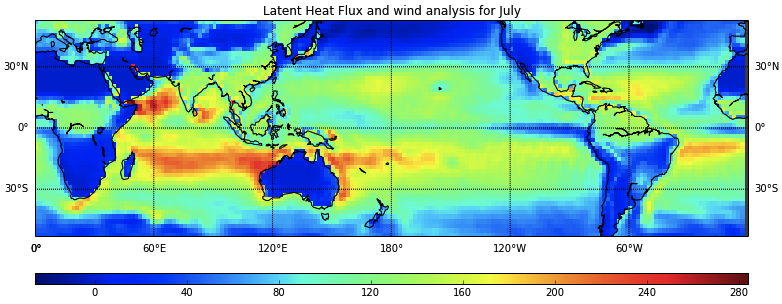 Latent Heat Flux and wind analysis for July
30°N 30°N
0° 0°
30°S 30°S
0° 60°E 120°E 180° 120°W 60°W
0 40 80 120 160 200 240 280